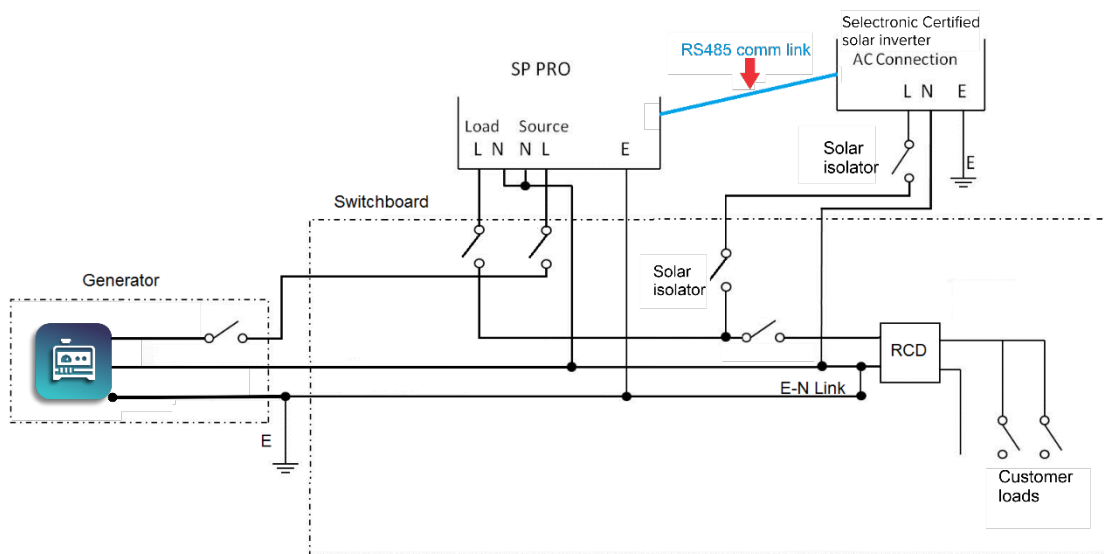 Selectronic Certified
solar inverter
AC Connection
L N E
RS485 comm link
SP PRO
Load Source
L N N L E
Solar
isolator
E
Switchboard
Solar
isolator
Generator
RCD
E-N Link
E
Customer
loads